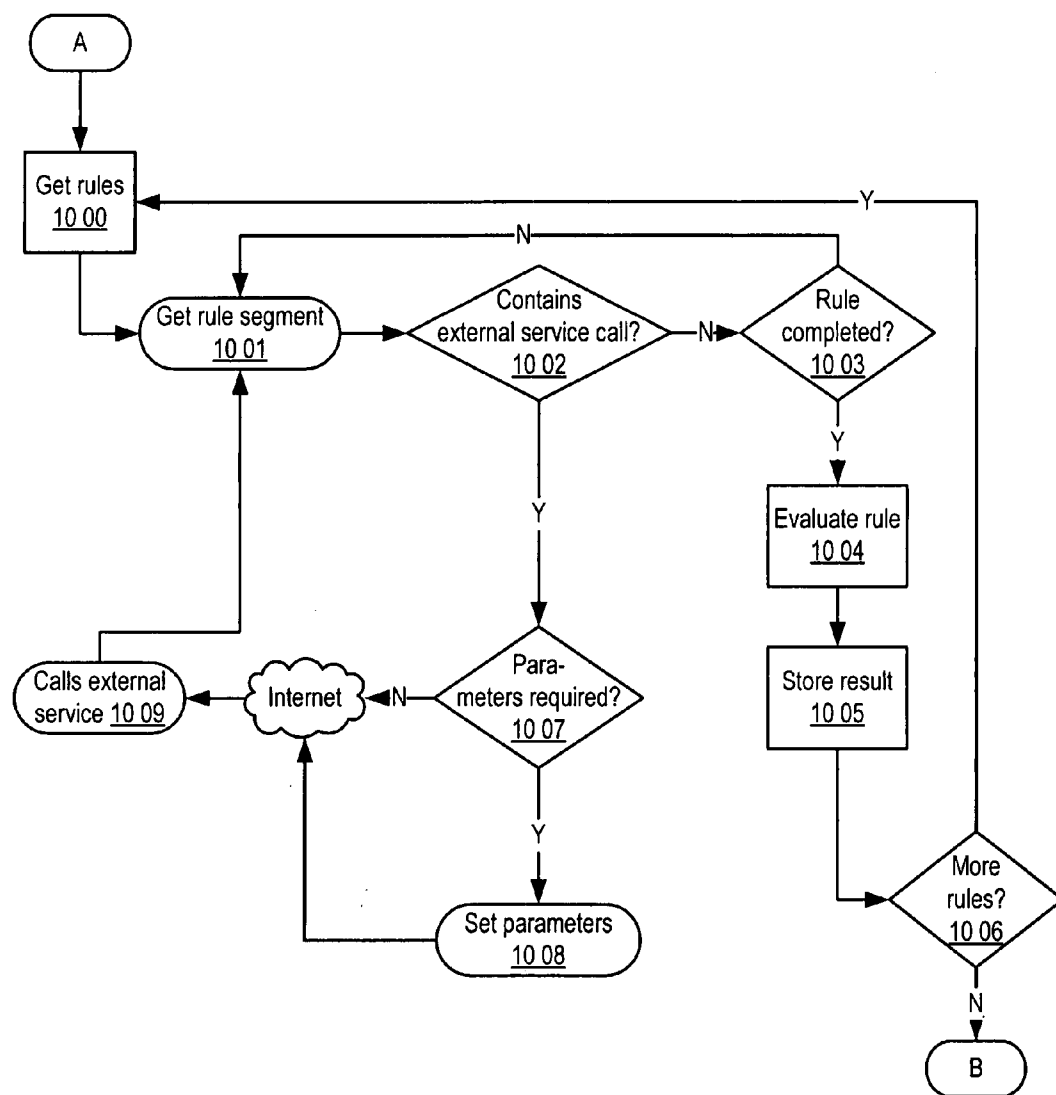 A
Get rules
10 00
Y
N
Get rule segment
10 01
Contains
external service call?
10 02
N
Rule
completed?
10 03
Y
Y
Evaluate rule
10 04
Calls external
service 10 09
Internet
N
Para-
meters required?
10 07
Store result
10 05
Y
More
rules?
10 06
Set parameters
10 08
N
B